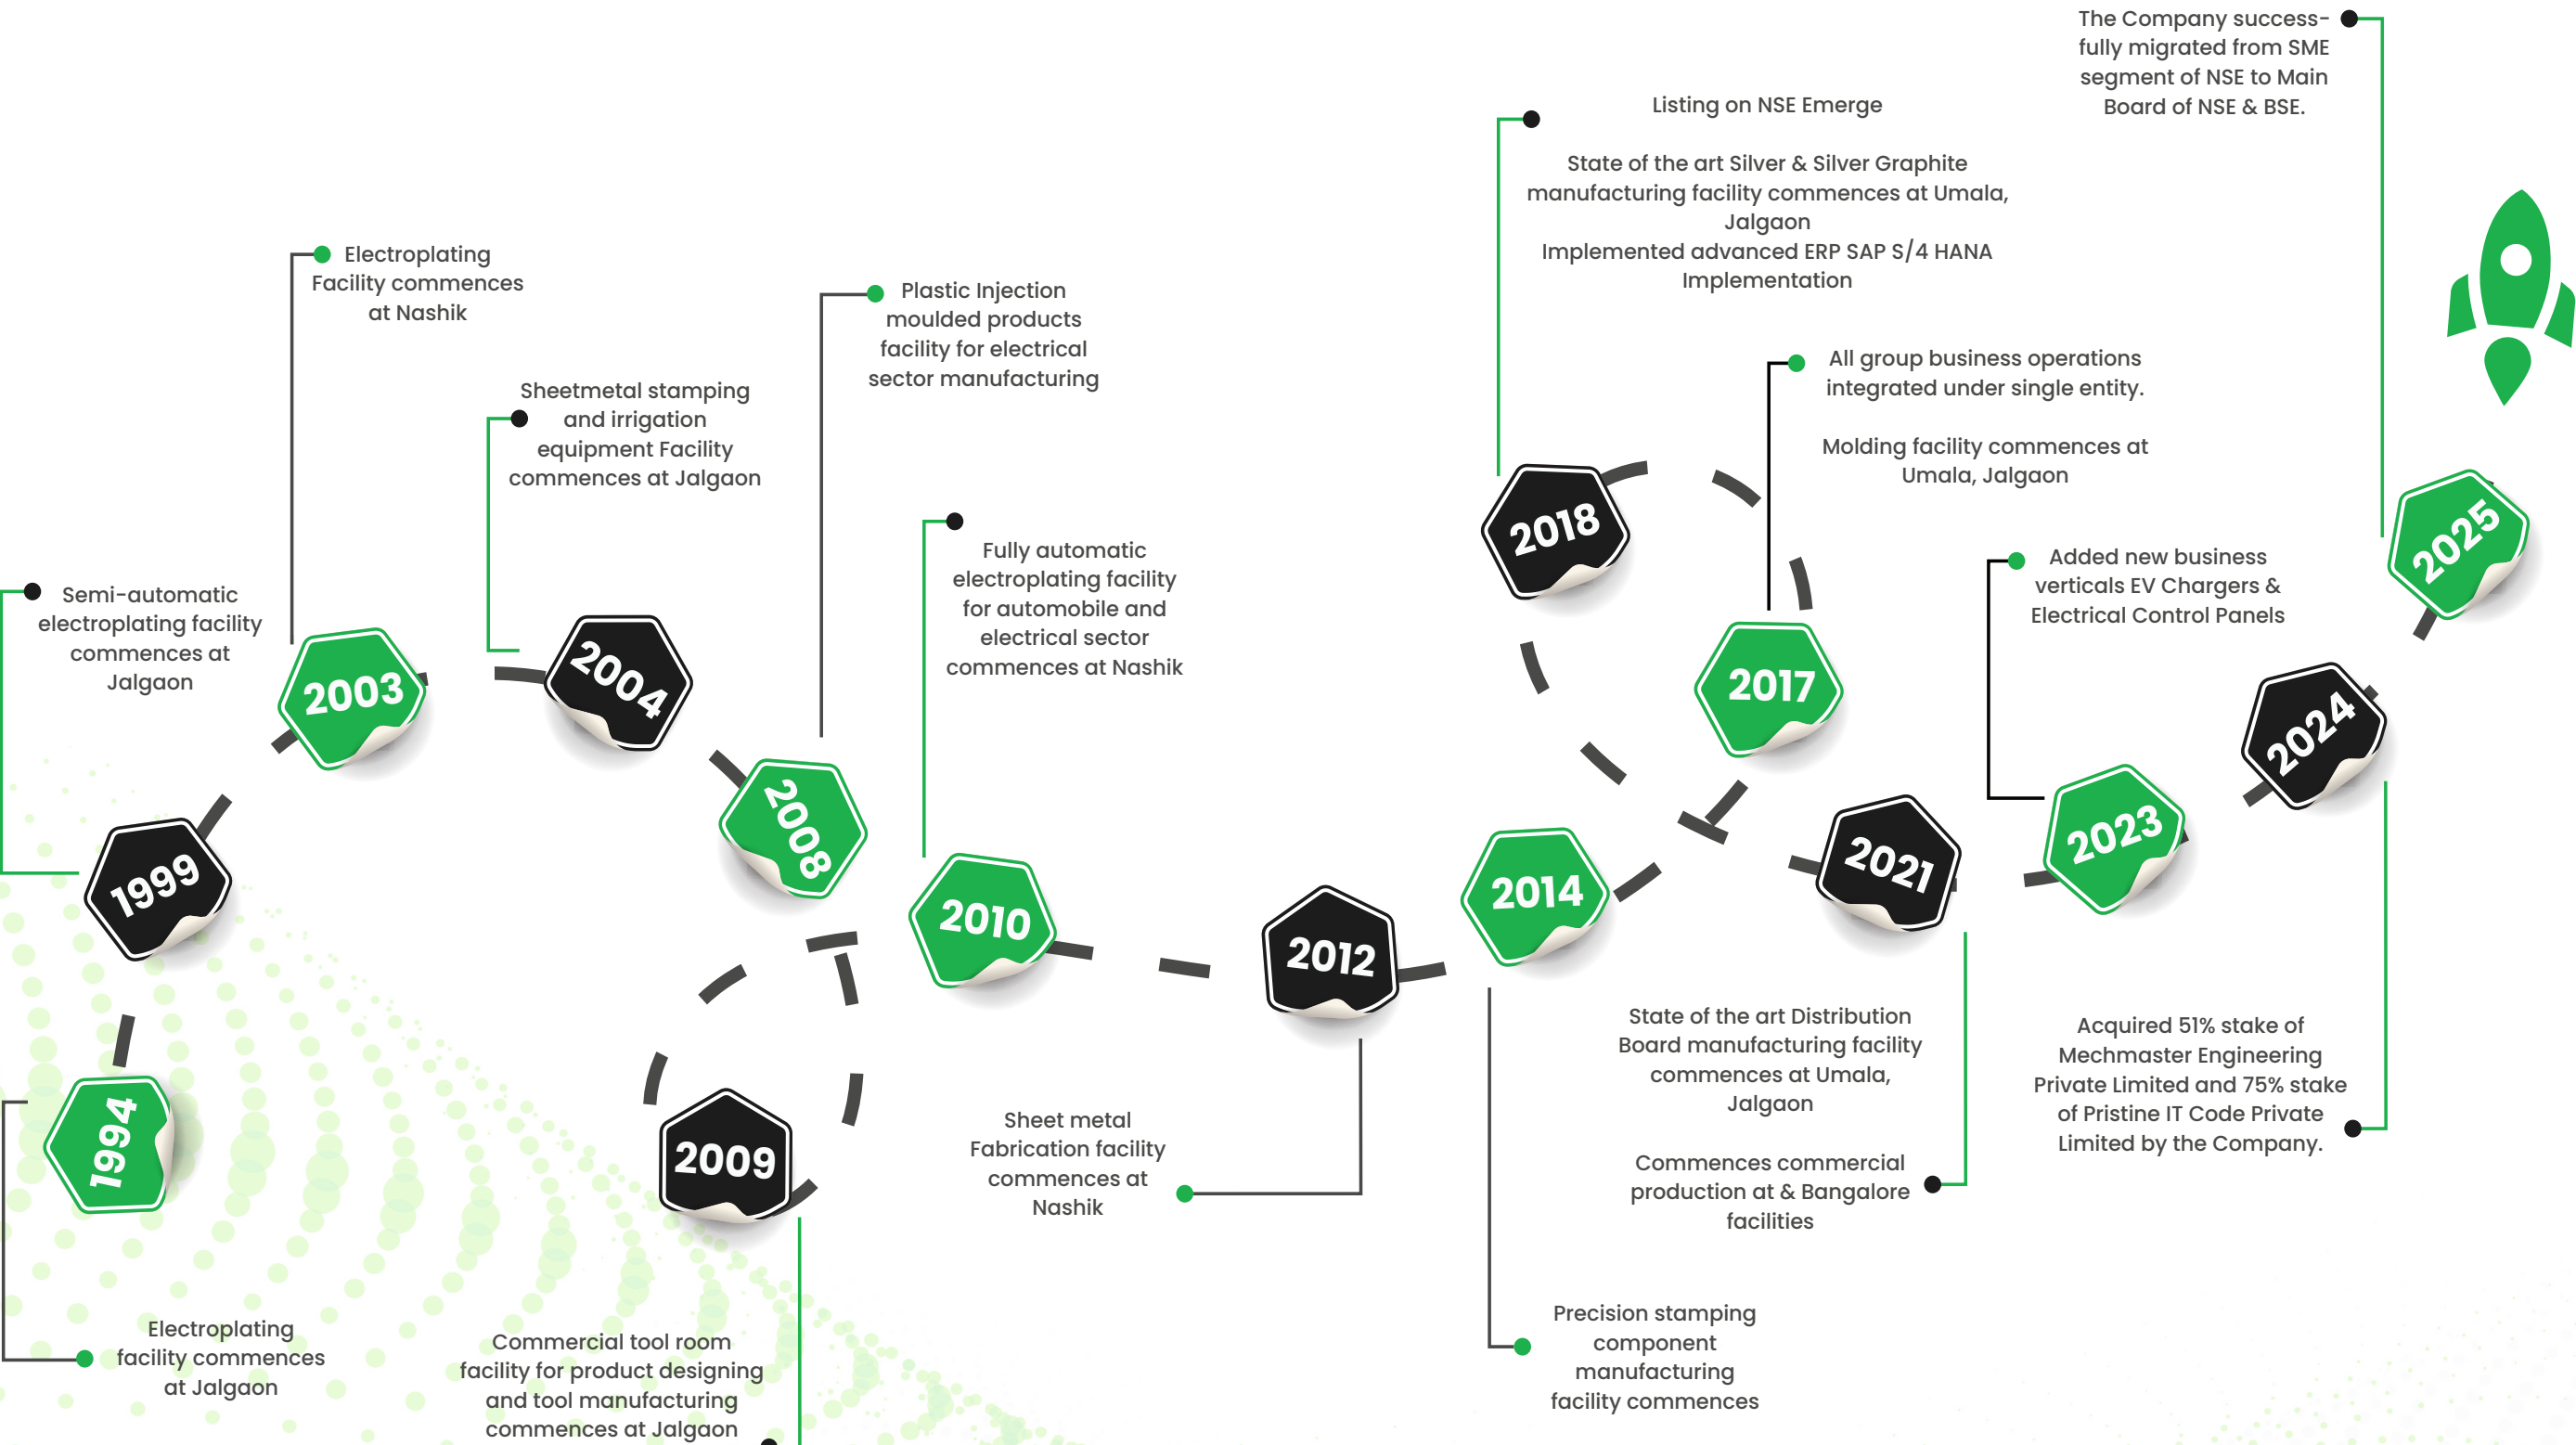 1994
Electroplating
facility commences
at Jalgaon
1999
Semi-automatic
electroplating facility
commences at
Jalgaon
2003
Electroplating
Facility commences
at Nashik
2004
Sheetmetal stamping
and irrigation
equipment Facility
commences at Jalgaon
2008
Plastic Injection
moulded products
facility for electrical
sector manufacturing
2009
Commercial tool room
facility for product designing
and tool manufacturing
commences at Jalgaon
2010
Fully automatic
electroplating facility
for automobile and
electrical sector
commences at Nashik
2012
Sheet metal
Fabrication facility
commences at
Nashik
2014
Precision stamping
component
manufacturing
facility commences
2017
All group business operations
integrated under single entity.
Molding facility commences at
Umala, Jalgaon
2018
Listing on NSE Emerge
State of the art Silver & Silver Graphite
manufacturing facility commences at Umala,
Jalgaon
Implemented advanced ERP SAP S/4 HANA
Implementation
2021
State of the art Distribution
Board manufacturing facility
commences at Umala,
Jalgaon
Commences commercial
production at & Bangalore
facilities
2023
Added new business
verticals EV Chargers &
Electrical Control Panels
2024
Acquired 51% stake of
Mechmaster Engineering
Private Limited and 75% stake
of Pristine IT Code Private
Limited by the Company.
2025
The Company success-
fully migrated from SME
segment of NSE to Main
Board of NSE & BSE.